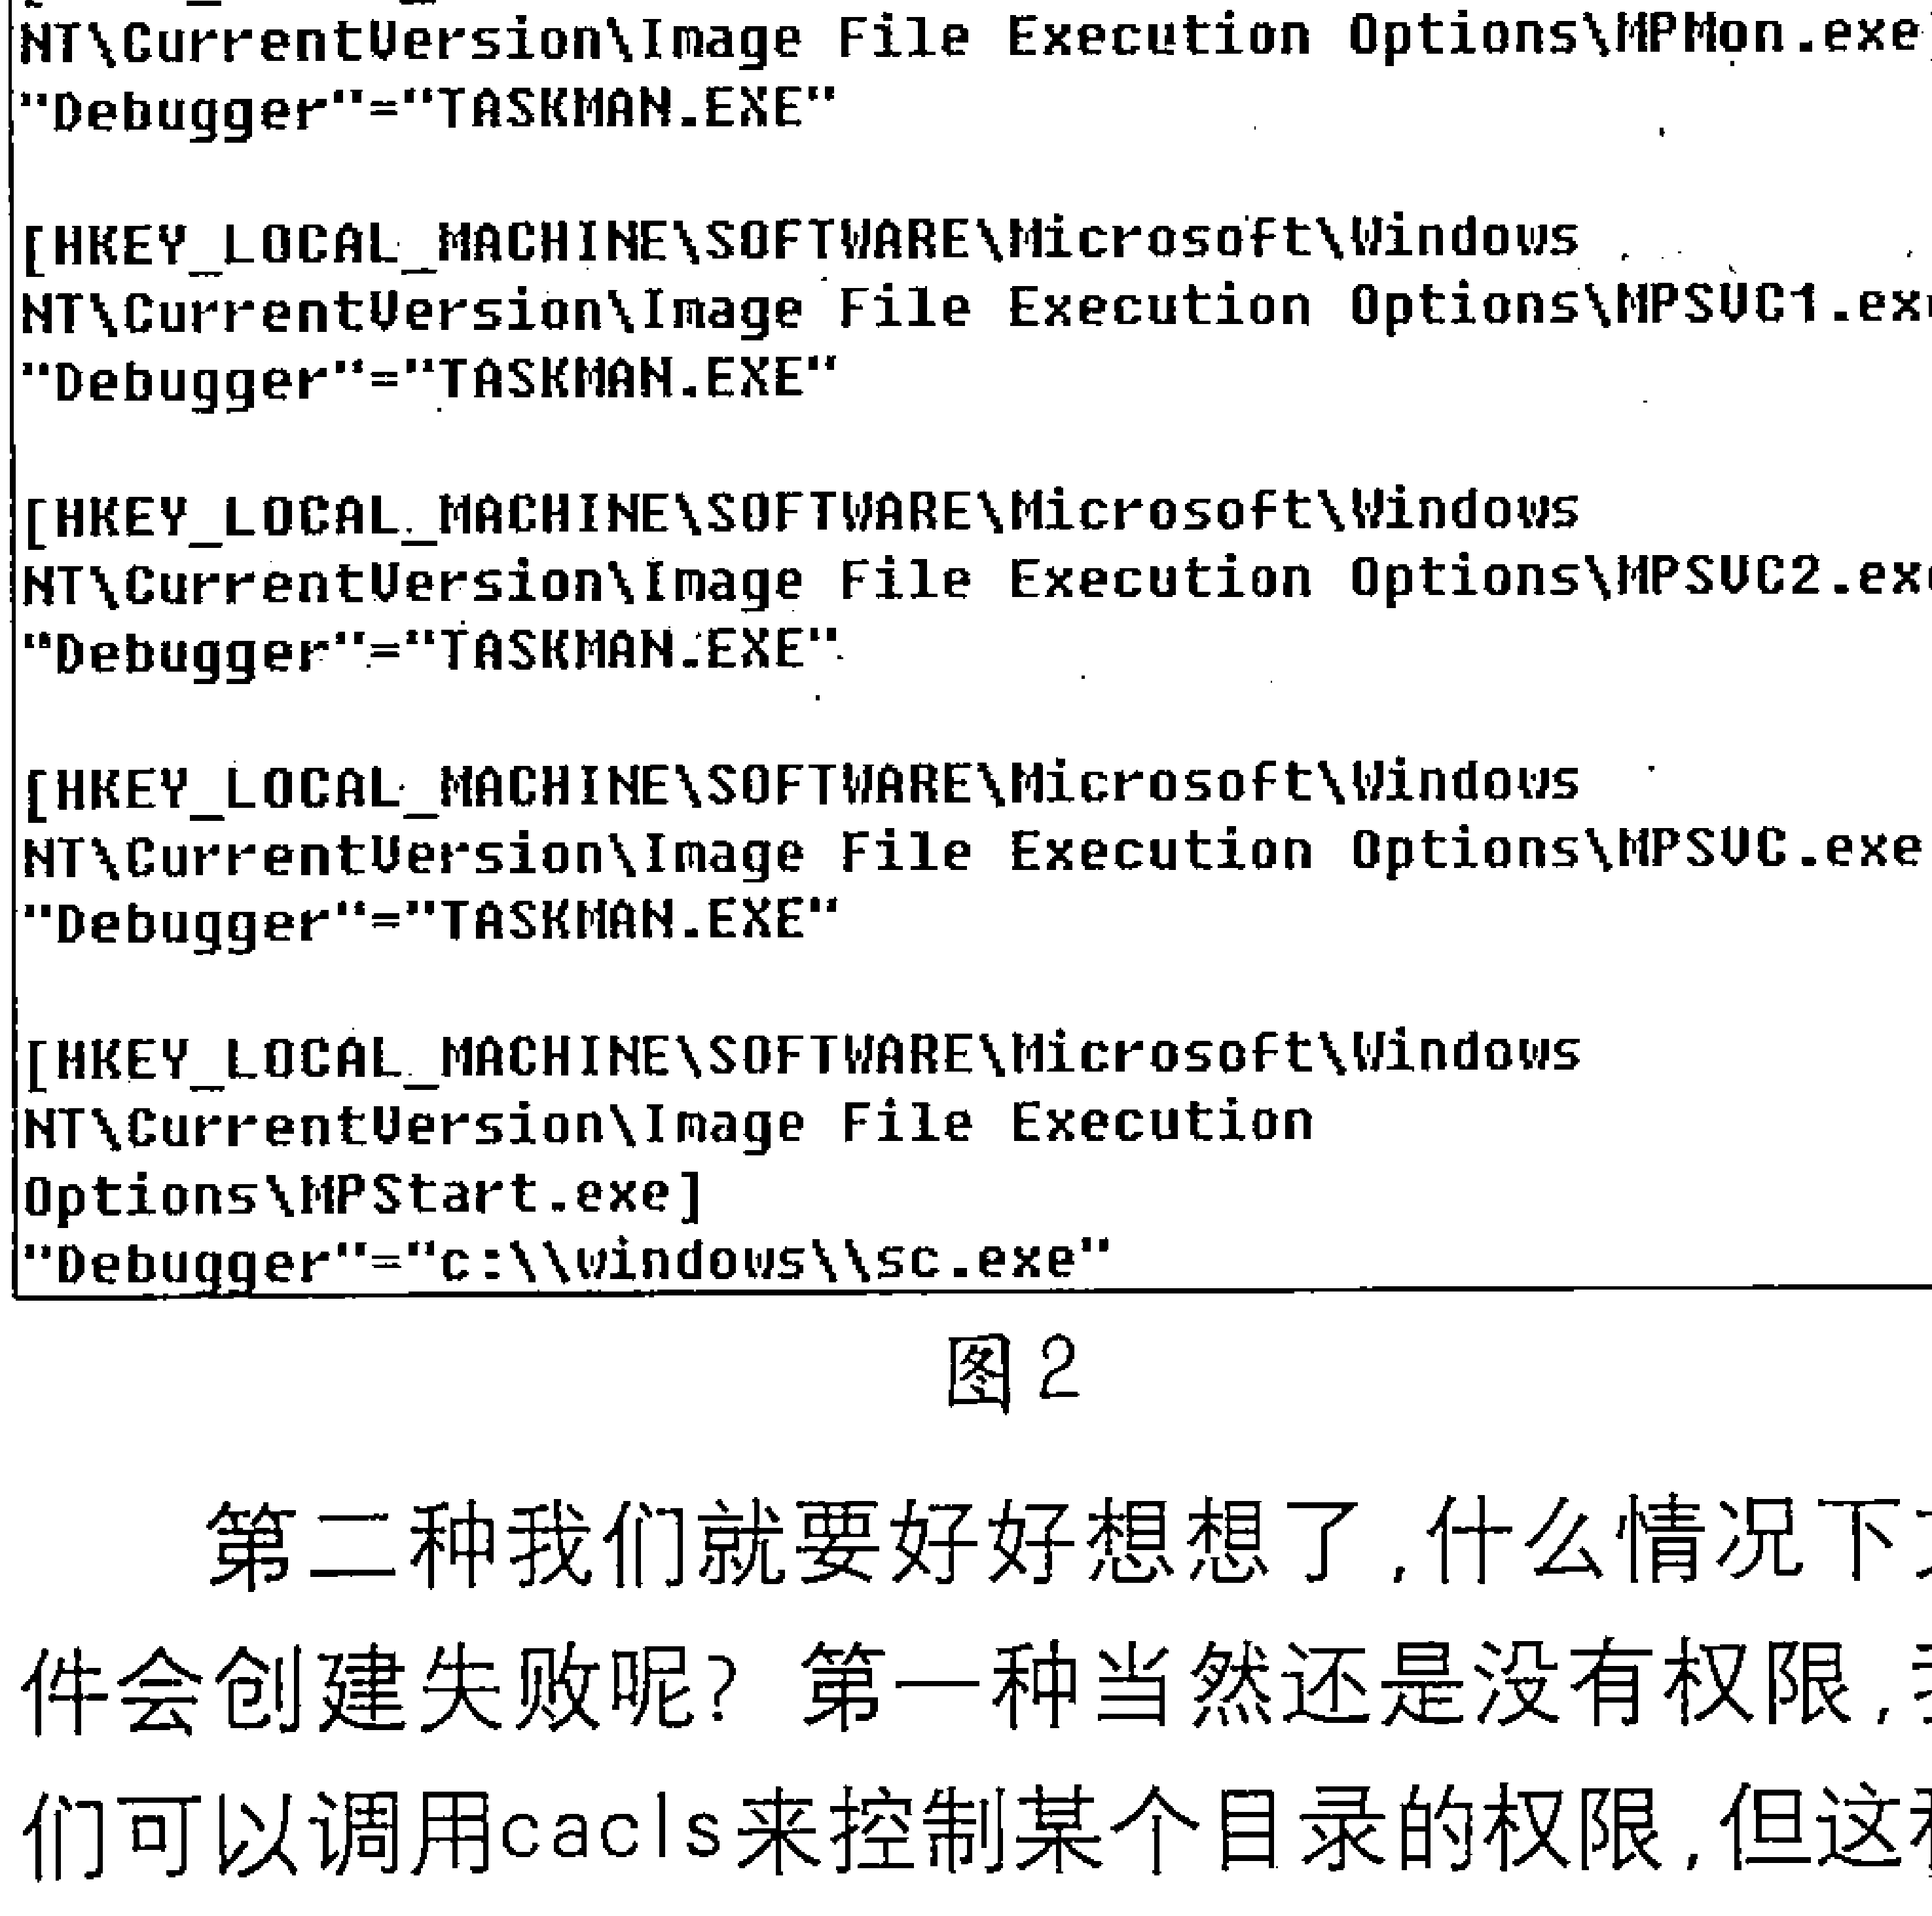 NT\CurrentVersion\Image File Execution Options\MPMon.exe
"Debugger"="TASKMAN.EXE"
[HKEY_LOCAL_MACHINE\SOFTWARE\Microsoft\Windows
NT\CurrentVersion\Image File Execution Options\MPSVC1.exe
"Debugger"="TASKMAN.EXE"
[HKEY_LOCAL_MACHINE\SOFTWARE\Microsoft\Windows
NT\CurrentVersion\Image File Execution Options\MPSVC2.exe
"Debugger"="TASKMAN.EXE"
[HKEY_LOCAL_MACHINE\SOFTWARE\Microsoft\Windows
NT\CurrentVersion\Image File Execution Options\MPSVC.exe
"Debugger"="TASKMAN.EXE"
[HKEY_LOCAL_MACHINE\SOFTWARE\Microsoft\Windows
NT\CurrentVersion\Image File Execution
Options\MPStart.exe]
"Debugger"="c:\\windows\\sc.exe"
图2
第二种我们就要好好想想了,什么情况下
件会创建失败呢? 第一种当然还是没有权限,
们可以调用cacls来控制某个目录的权限,但这